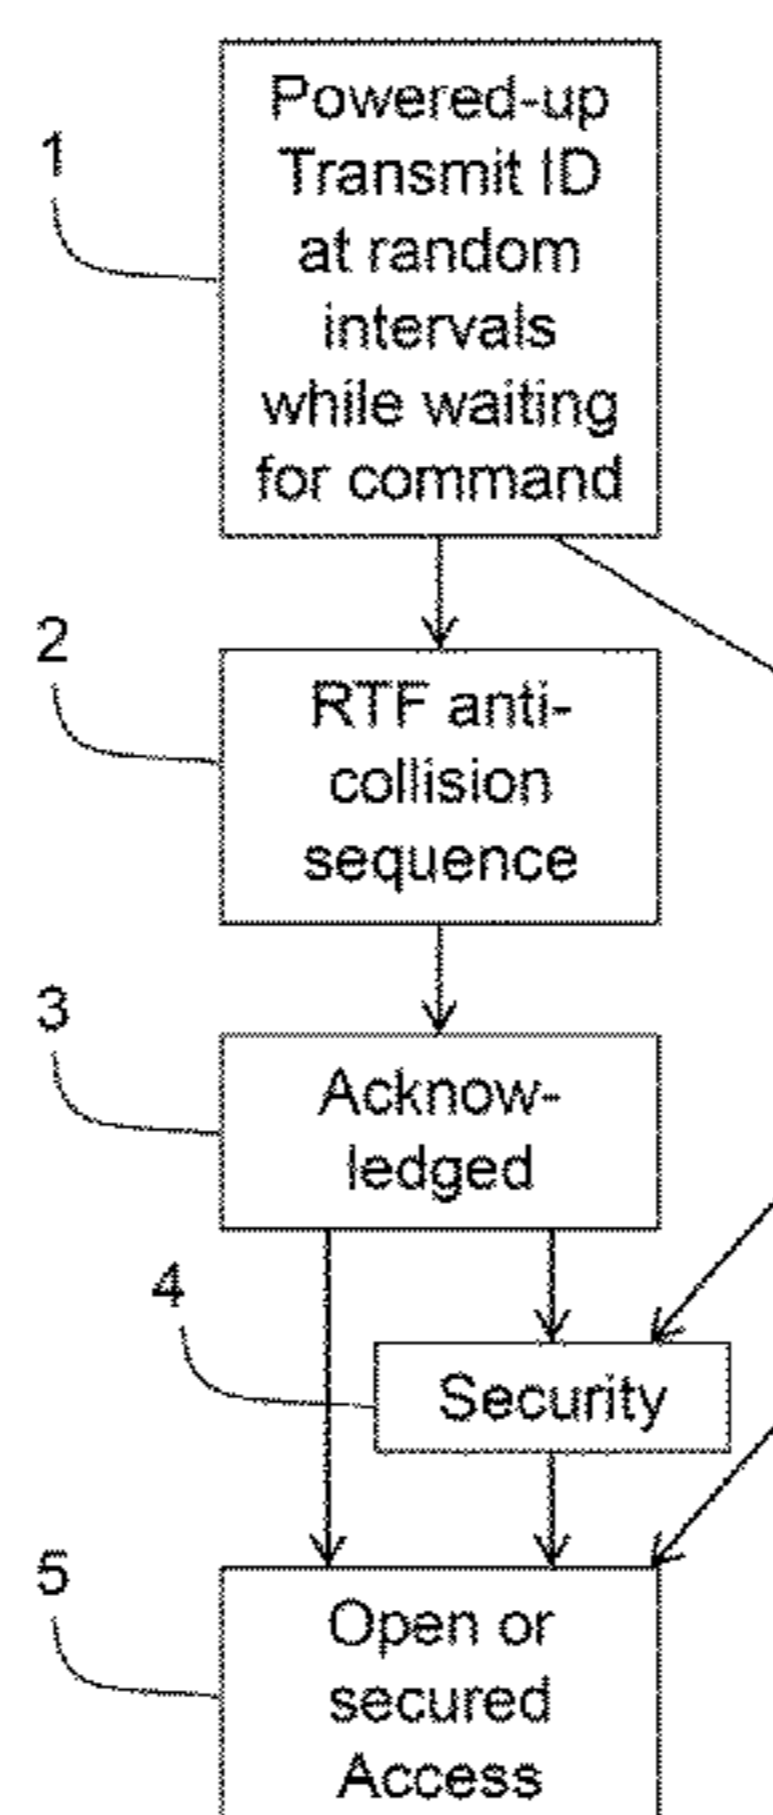 1
Powered-up
Transmit ID
at random
intervals
while waiting
for command
2
RTF anti-
collision
sequence
3
Acknow-
ledged
4
Security
5
Open or
secured
Access